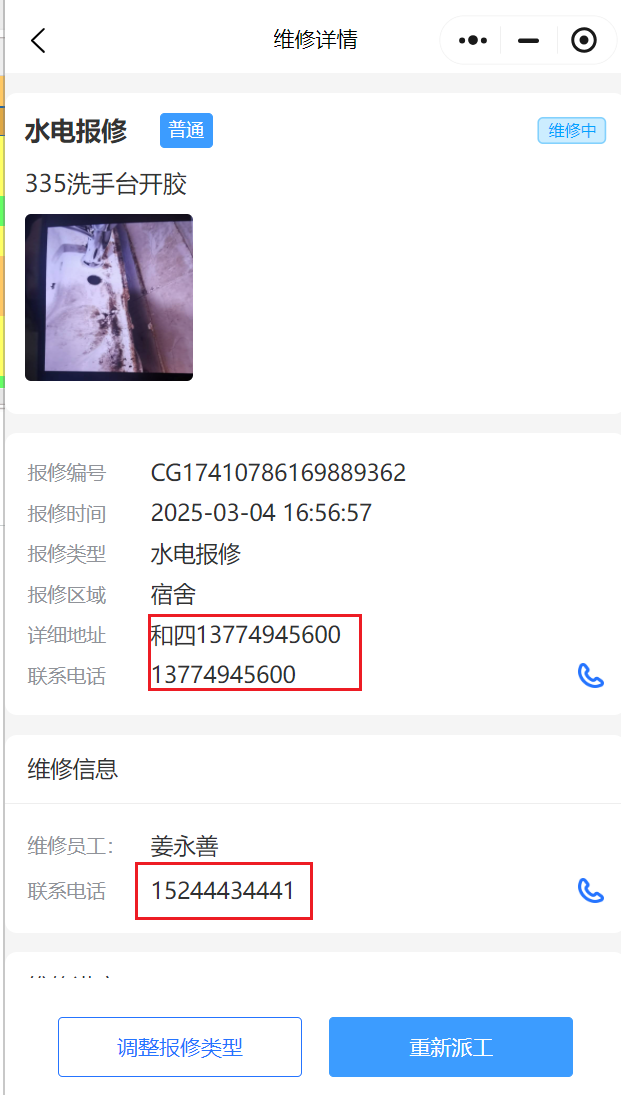 维修详情
水电报修 普通 维修中
335洗手台开胶
报修编号 CG17410786169889362
报修时间 2025-03-04 16:56:57
报修类型 水电报修
报修区域 宿舍
详细地址 和四13774945600
联系电话 13774945600
维修信息
维修员工: 姜永善
联系电话 15244434441
调整报修类型 重新派工